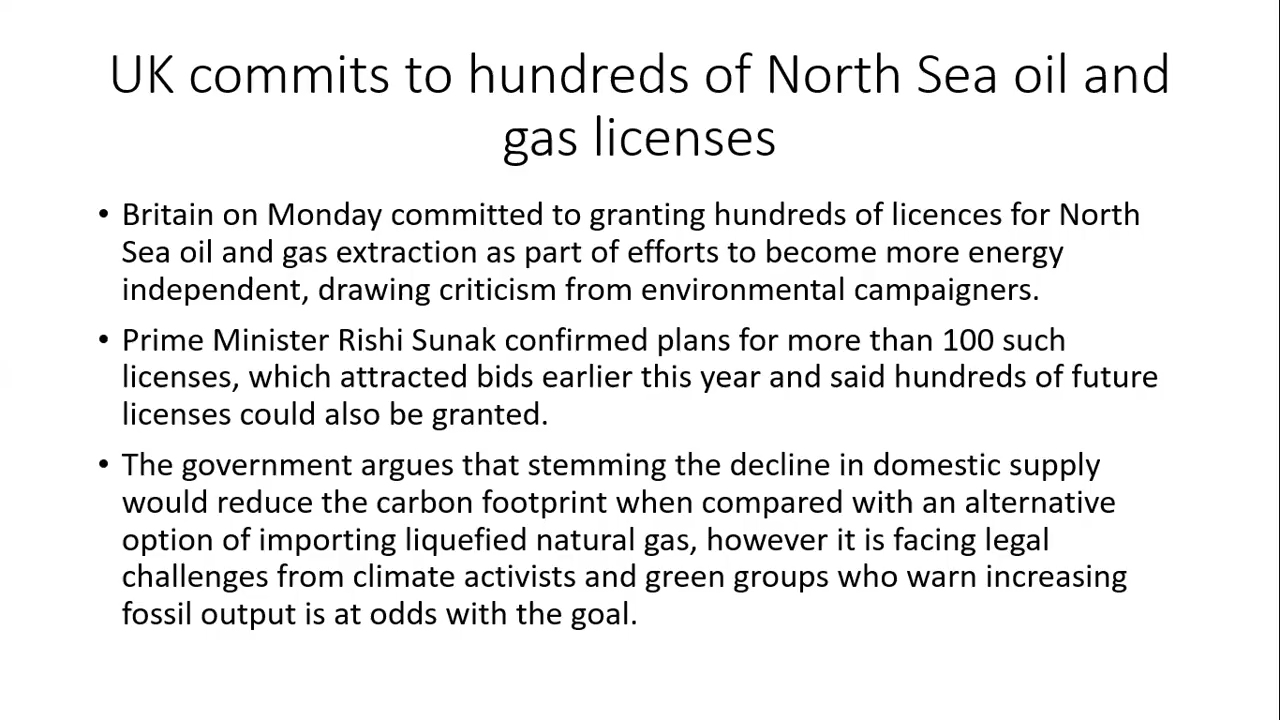 UK commits to hundreds of North Sea oil and
gas licenses
• Britain on Monday committed to granting hundreds of licences for North
Sea oil and gas extraction as part of efforts to become more energy
independent, drawing criticism from environmental campaigners.
• Prime Minister Rishi Sunak confirmed plans for more than 100 such
licenses, which attracted bids earlier this year and said hundreds of future
licenses could also be granted.
• The government argues that stemming the decline in domestic supply
would reduce the carbon footprint when compared with an alternative
option of importing liquefied natural gas, however it is facing legal
challenges from climate activists and green groups who warn increasing
fossil output is at odds with the goal.